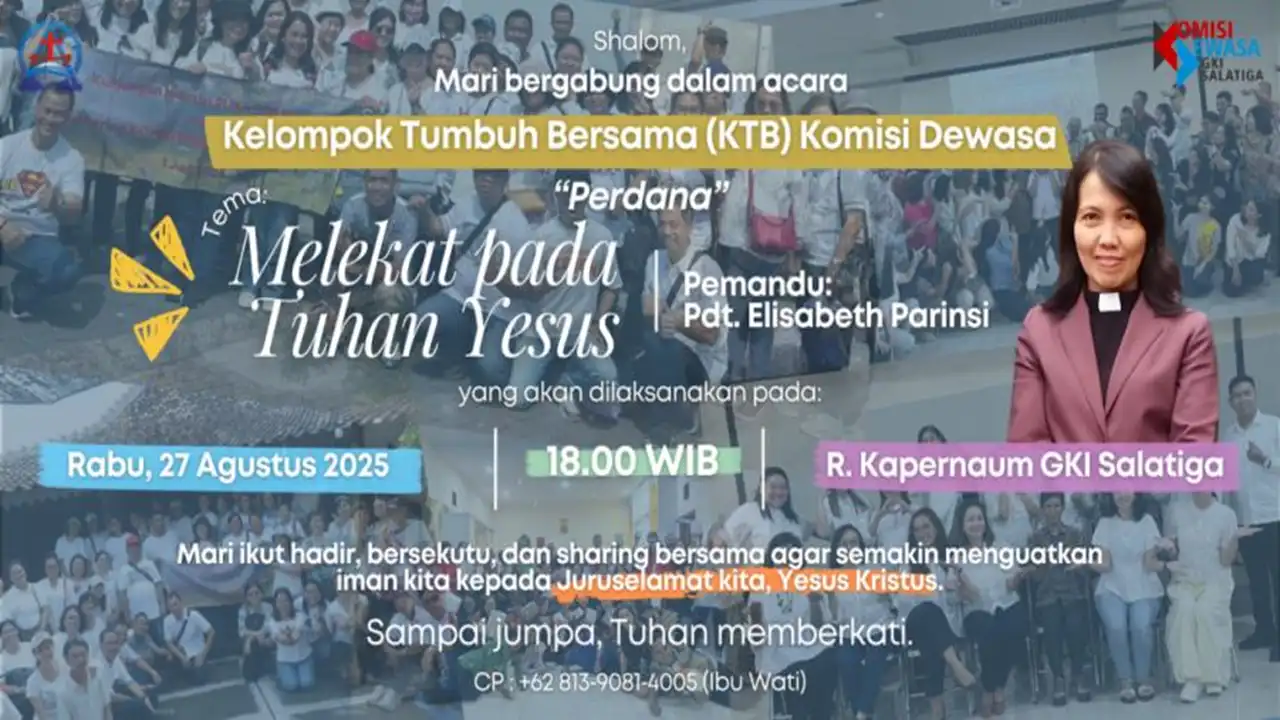 Shalom,
Mari bergabung dalam acara
Kelompok Tumbuh Bersama (KTB) Komisi Dewasa
"Perdana"
Tema:
Melekat pada
Tuhan Yesus
Pemandu:
Pdt. Elisabeth Parinsi
yang akan dilaksanakan pada:
Rabu, 27 Agustus 2025
18.00 WIB
R. Kapernaum GKI Salatiga
Mari ikut hadir, bersekutu, dan sharing bersama agar semakin menguatkan
iman kita kepada Juruselamat kita, Yesus Kristus.
Sampai jumpa, Tuhan memberkati.
CP : +62 813-9081-4005 (Ibu Wati)
KOMISI
DEWASA
GKI
SALATIGA